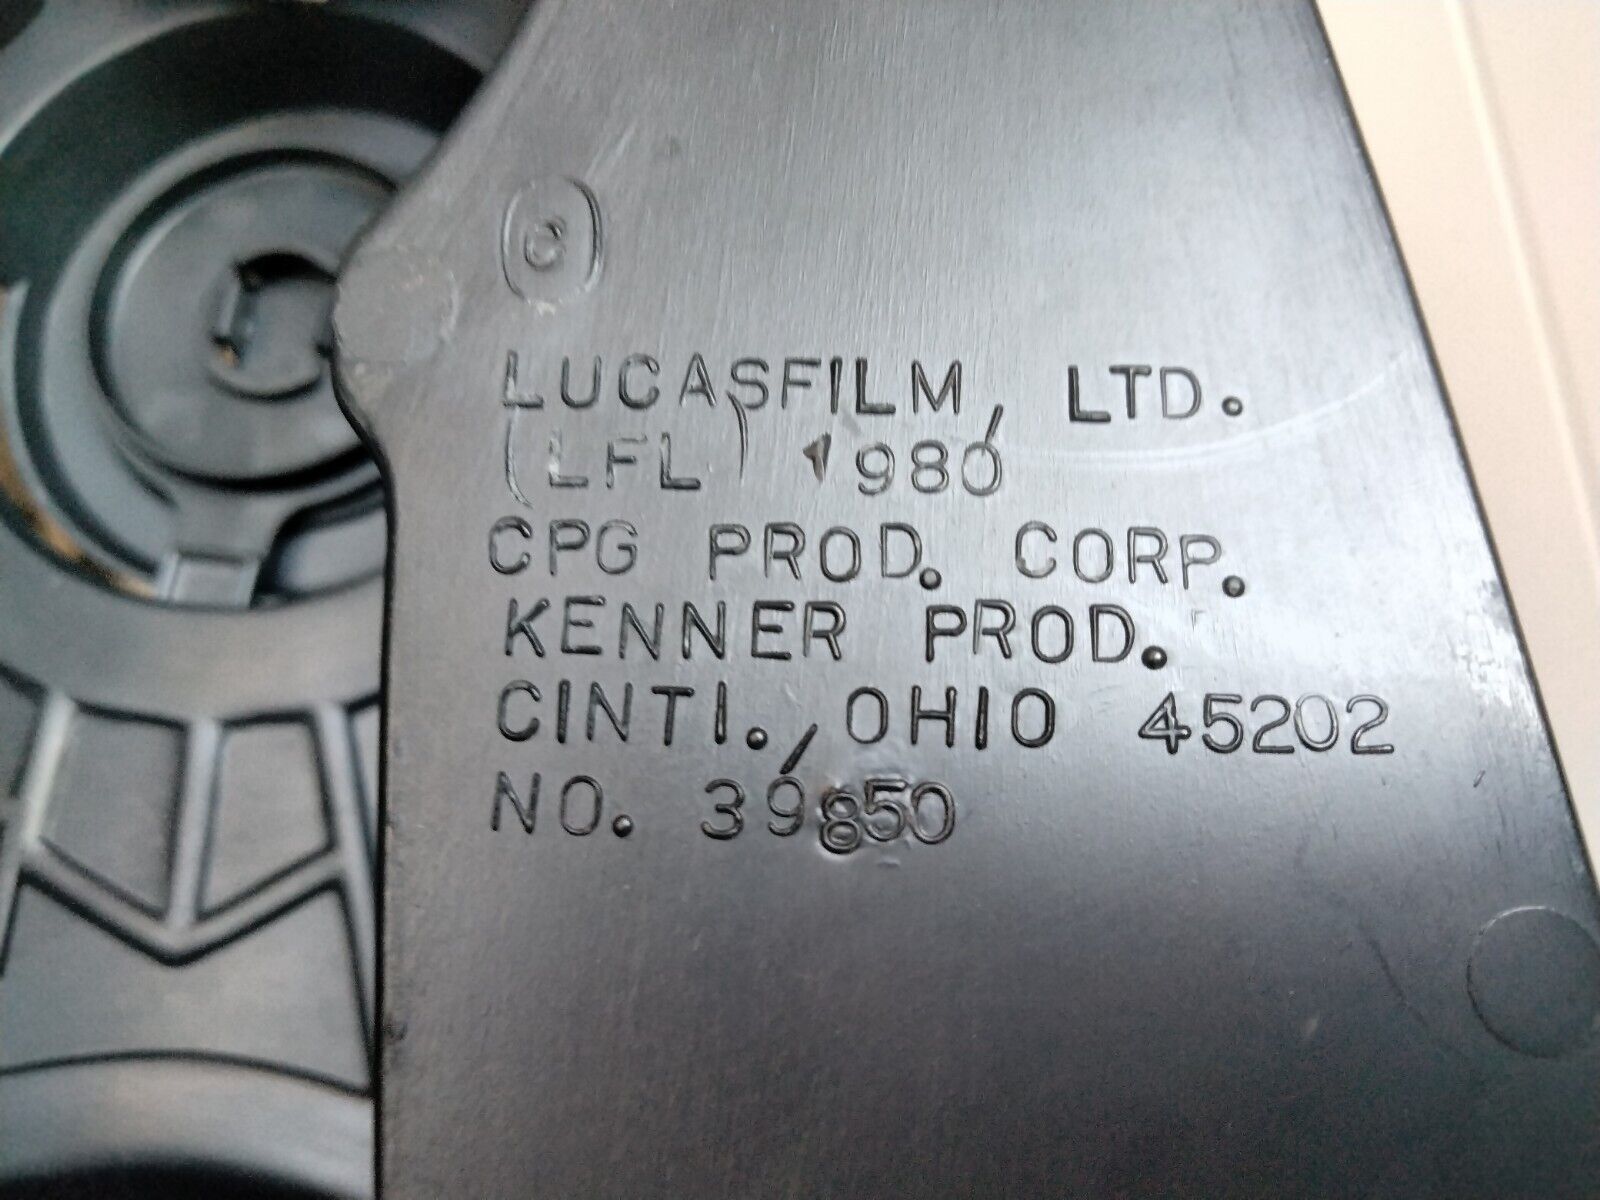 ©
LUCASFILM, LTD.
(LFL) 1980
CPG PROD. CORP.
KENNER PROD.
CINTI., OHIO 45202
NO. 39850